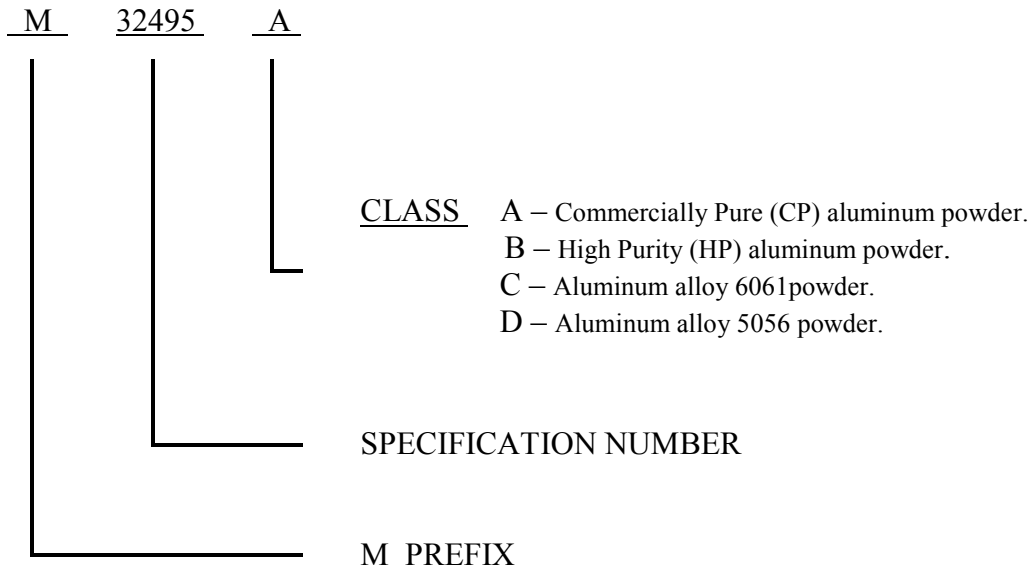 M 32495 A
CLASS A – Commercially Pure (CP) aluminum powder.
B – High Purity (HP) aluminum powder.
C – Aluminum alloy 6061powder.
D – Aluminum alloy 5056 powder.
SPECIFICATION NUMBER
M PREFIX